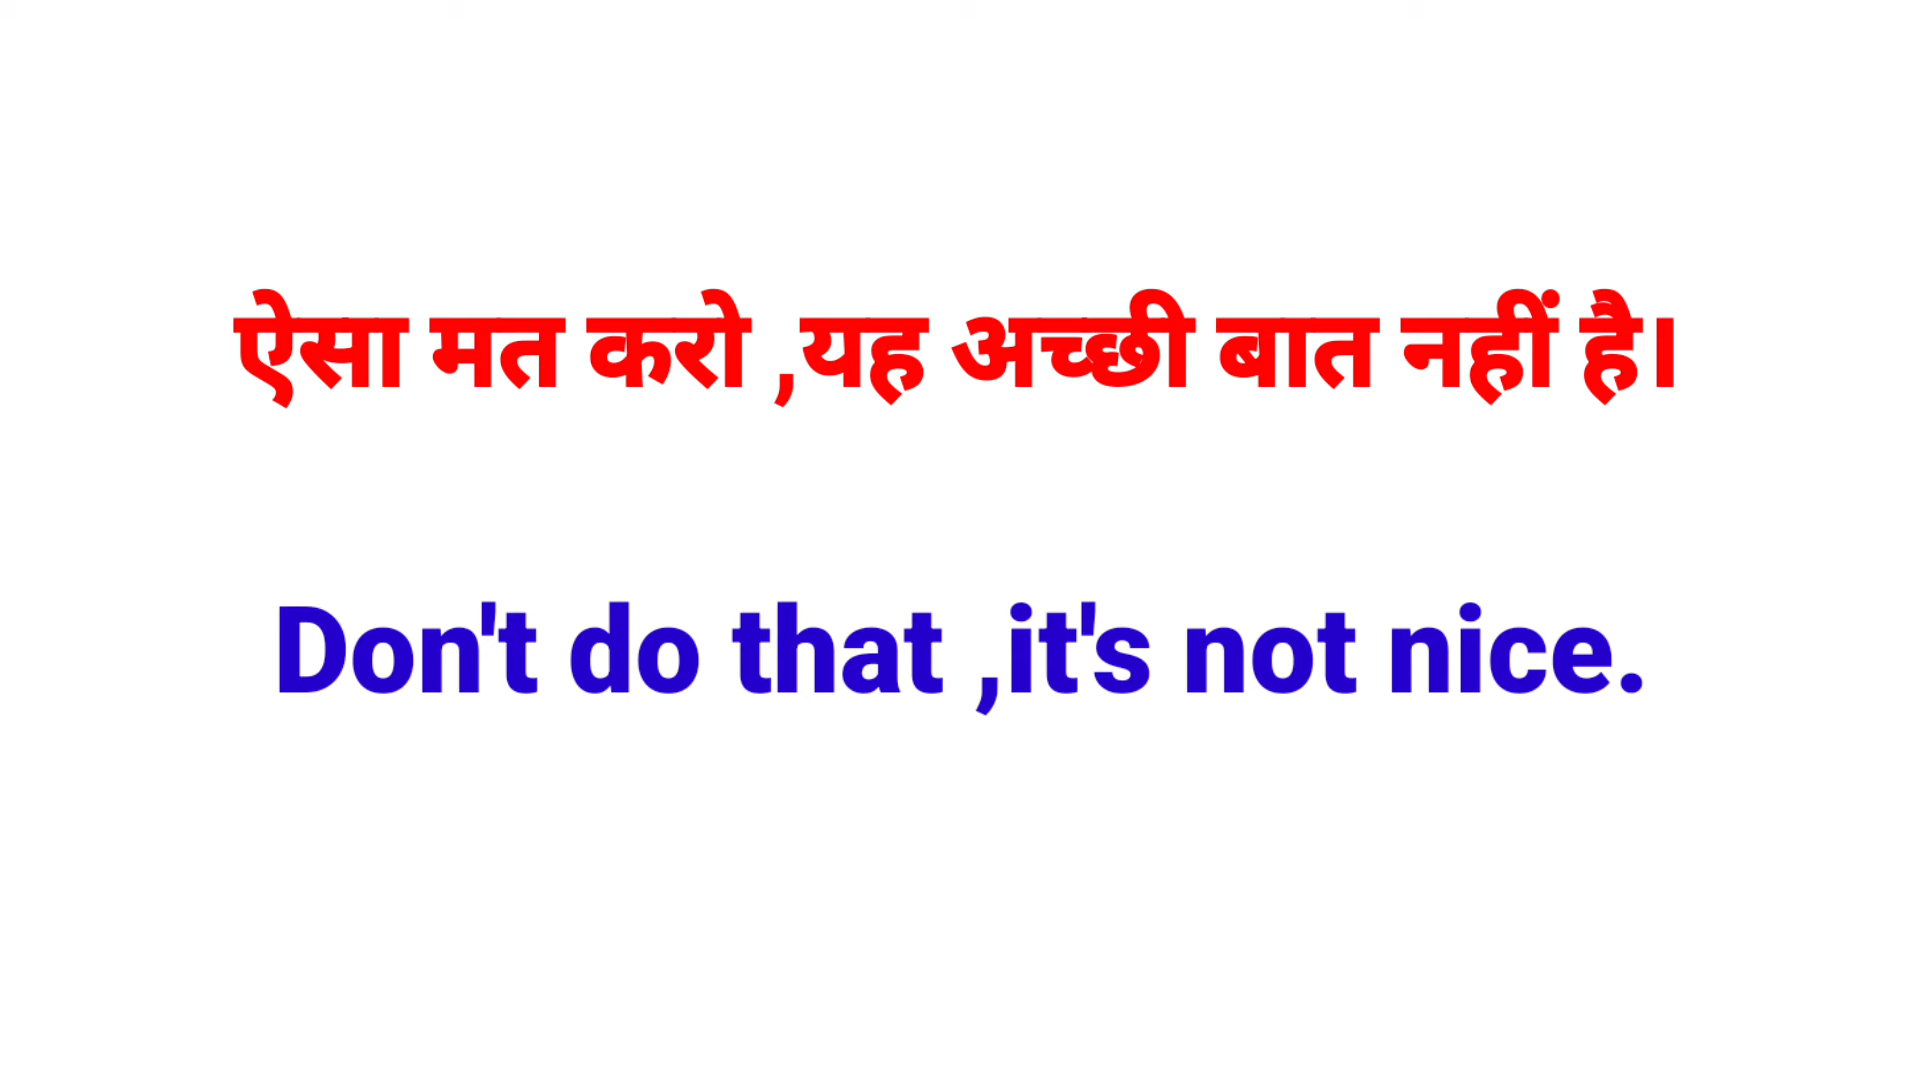 ऐसा मत करो ,यह अच्छी बात नहीं है।
Don't do that ,it's not nice.